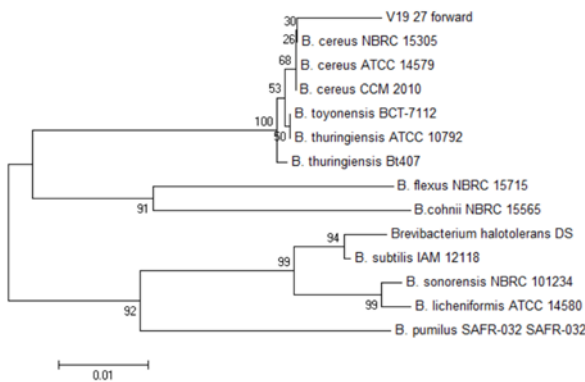 30
V19 27 forward
26
B. cereus NBRC 15305
68
B. cereus ATCC 14579
53
B. cereus CCM 2010
100
B. toyonensis BCT-7112
50
B. thuringiensis ATCC 10792
B. thuringiensis Bt407
B. flexus NBRC 15715
91
B.cohnii NBRC 15565
94
Brevibacterium halotolerans DS
99
B. subtilis IAM 12118
B. sonorensis NBRC 101234
99
B. licheniformis ATCC 14580
92
B. pumilus SAFR-032 SAFR-032
0.01